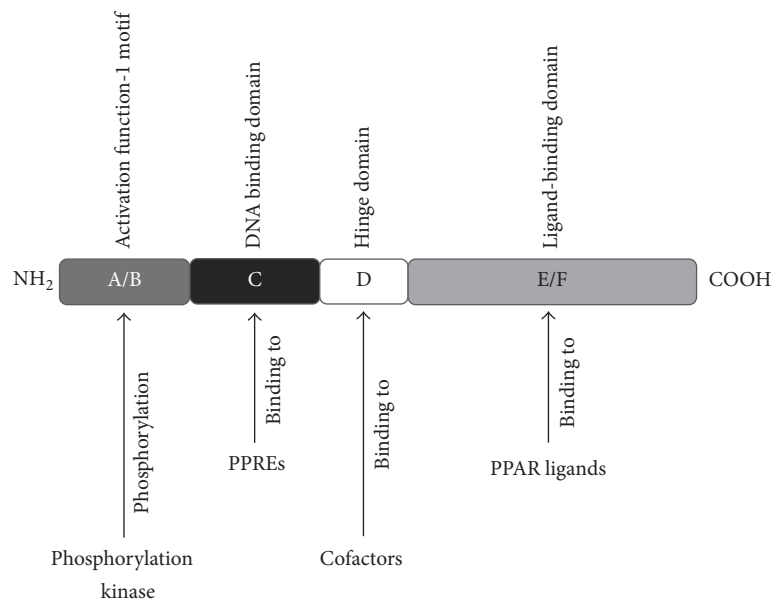 Activation function-1 motif
DNA binding domain
Hinge domain
Ligand-binding domain
NH2
A/B
C
D
E/F
COOH
Phosphorylation
Binding to
Binding to
Binding to
PPREs
PPAR ligands
Phosphorylation
kinase
Cofactors